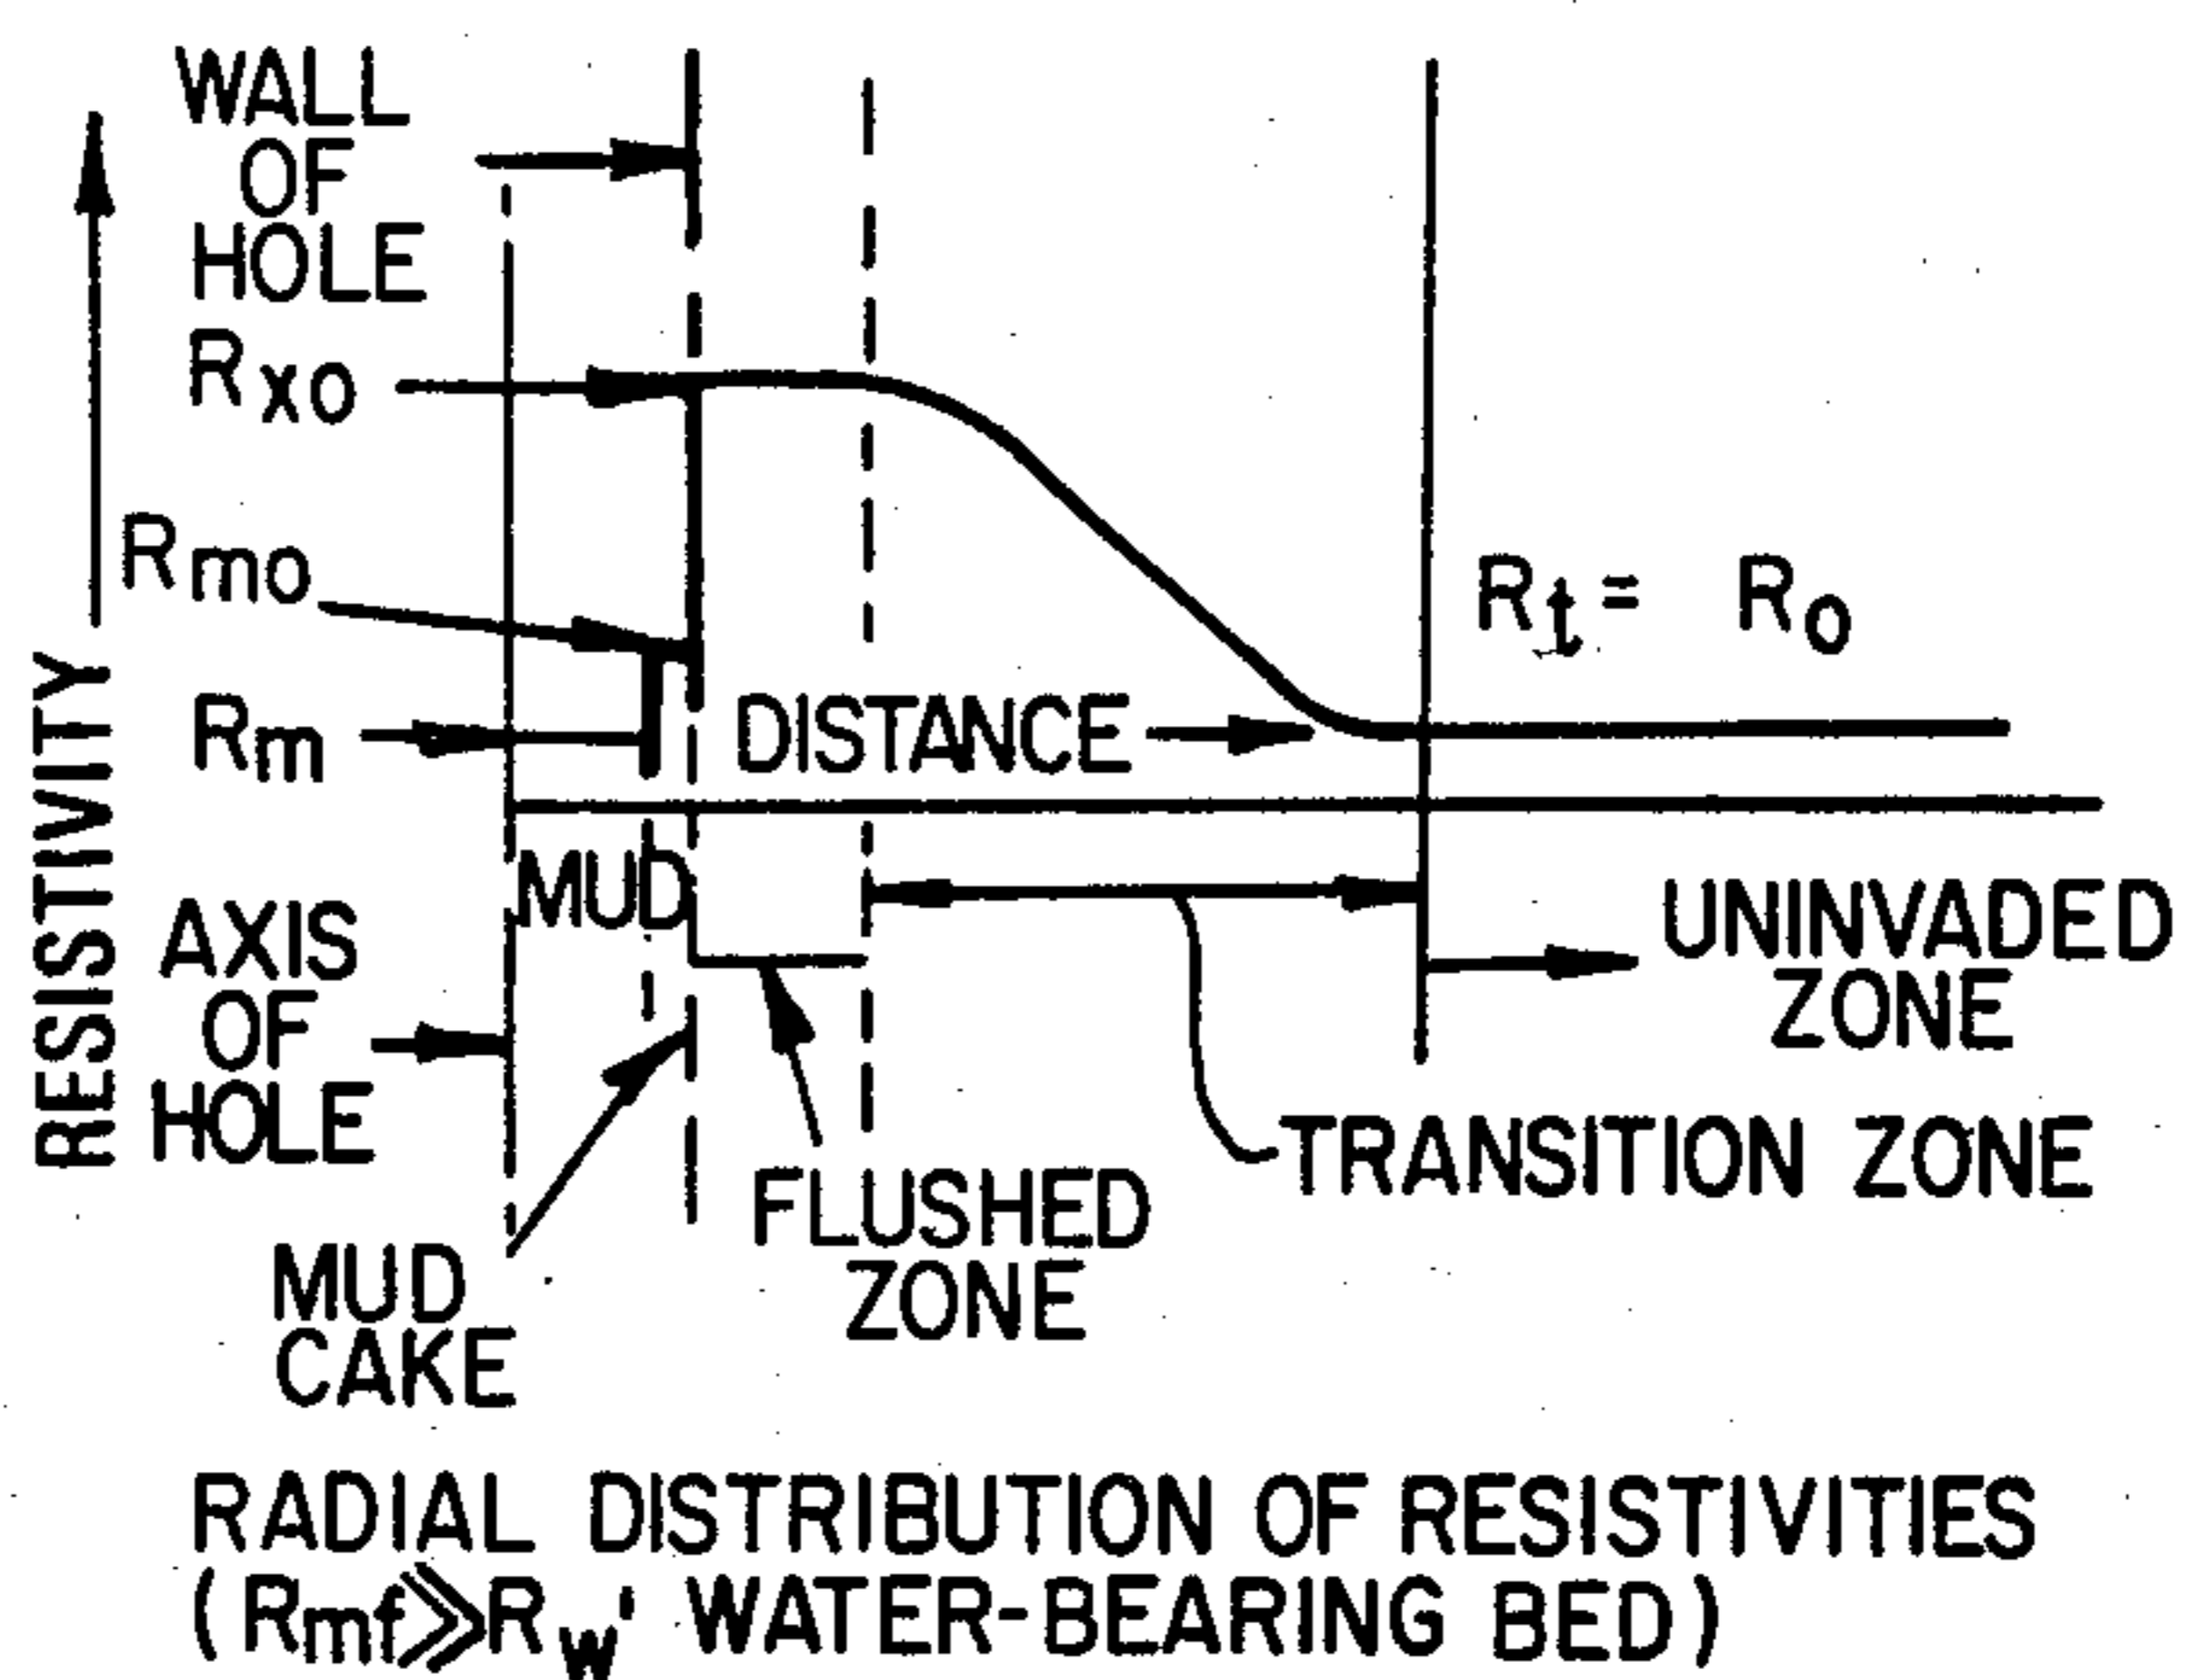 WALL
OF
HOLE
Rxo
Rmo
Rm
RESISTIVITY
DISTANCE
Rt = Ro
MUD
AXIS
OF
HOLE
UNINVADED
ZONE
TRANSITION ZONE
FLUSHED
ZONE
MUD
CAKE
RADIAL DISTRIBUTION OF RESISTIVITIES
(Rmf≫Rw' WATER-BEARING BED)